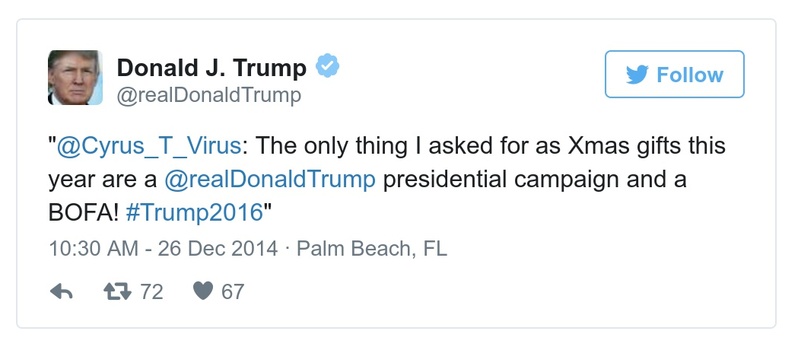 Donald J. Trump
@realDonaldTrump
Follow
"@Cyrus_T_Virus: The only thing I asked for as Xmas gifts this
year are a @realDonaldTrump presidential campaign and a
BOFA! #Trump2016"
10:30 AM - 26 Dec 2014 · Palm Beach, FL
72 67